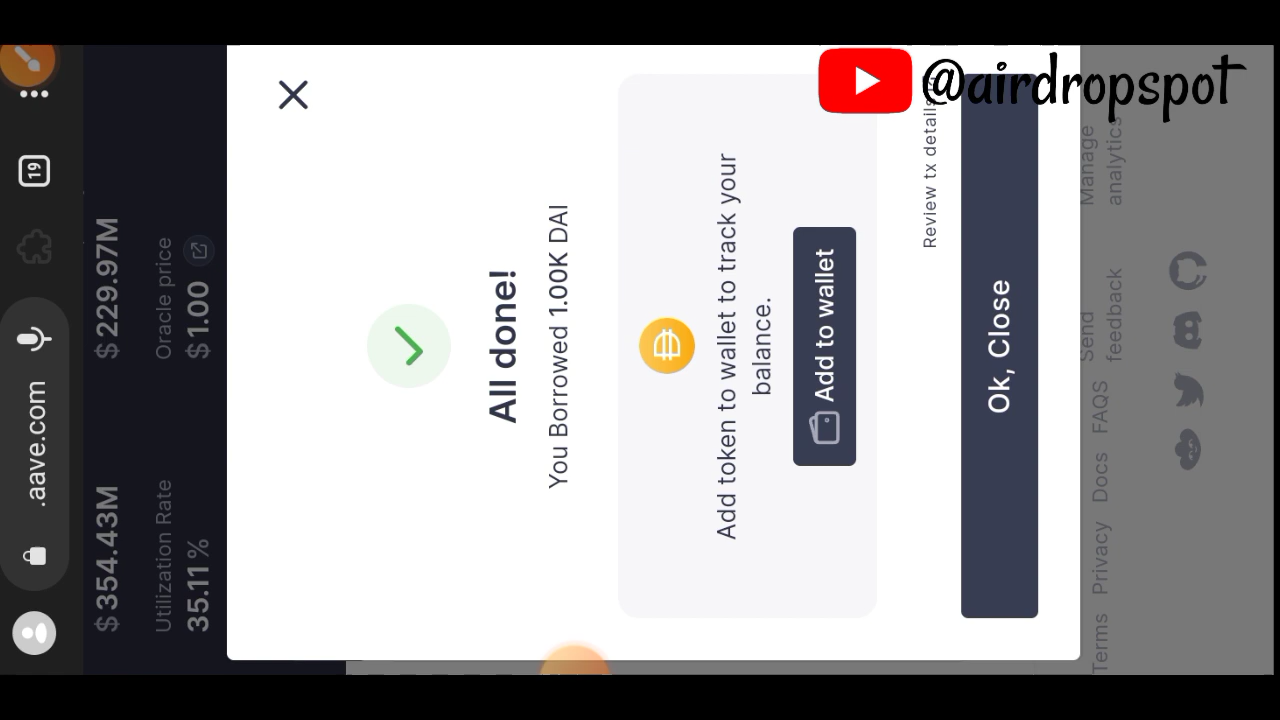 @airdropspot
19
.aave.com
$ 354.43M
$ 229.97M
Utilization Rate
Oracle price
35.11 %
$ 1.00
All done!
You Borrowed 1.00K DAI
Add token to wallet to track your
balance.
Add to wallet
Review tx details
Ok, Close
Terms
Privacy
Docs
FAQS
Send
feedback
Manage
analytics